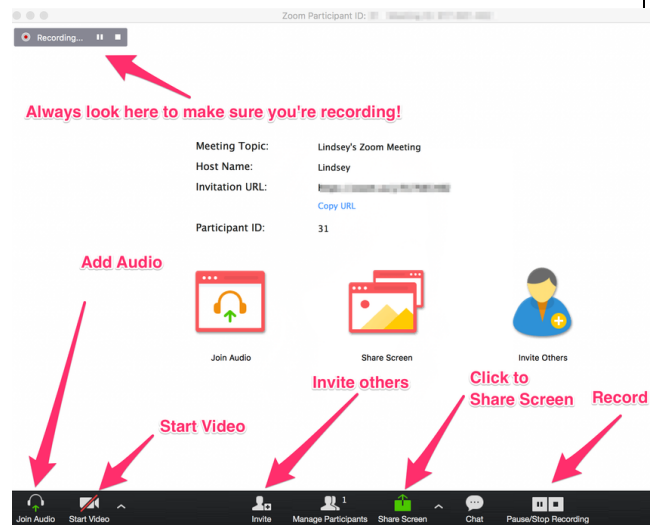 Zoom Participant ID:
Recording...
Always look here to make sure you're recording!
Meeting Topic: Lindsey's Zoom Meeting
Host Name: Lindsey
Invitation URL:
Copy URL
Participant ID: 31
Add Audio
Join Audio Share Screen Invite Others
Invite others
Click to
Share Screen
Record
Start Video
1
Join Audio Start Video Invite Manage Participants Share Screen Chat Pause/Stop Recording